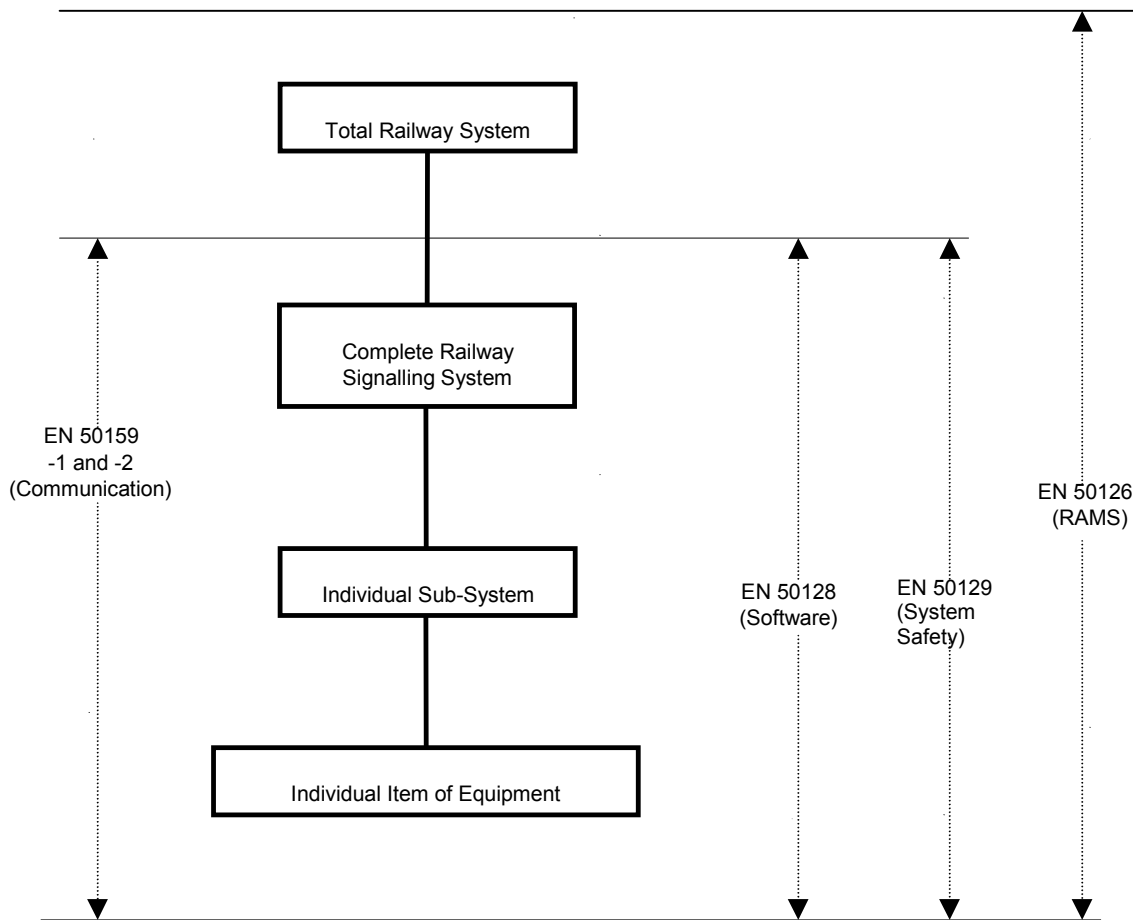 Total Railway System
Complete Railway
Signalling System
EN 50159
-1 and -2
(Communication)
EN 50126
(RAMS)
Individual Sub-System
EN 50128
(Software)
EN 50129
(System
Safety)
Individual Item of Equipment